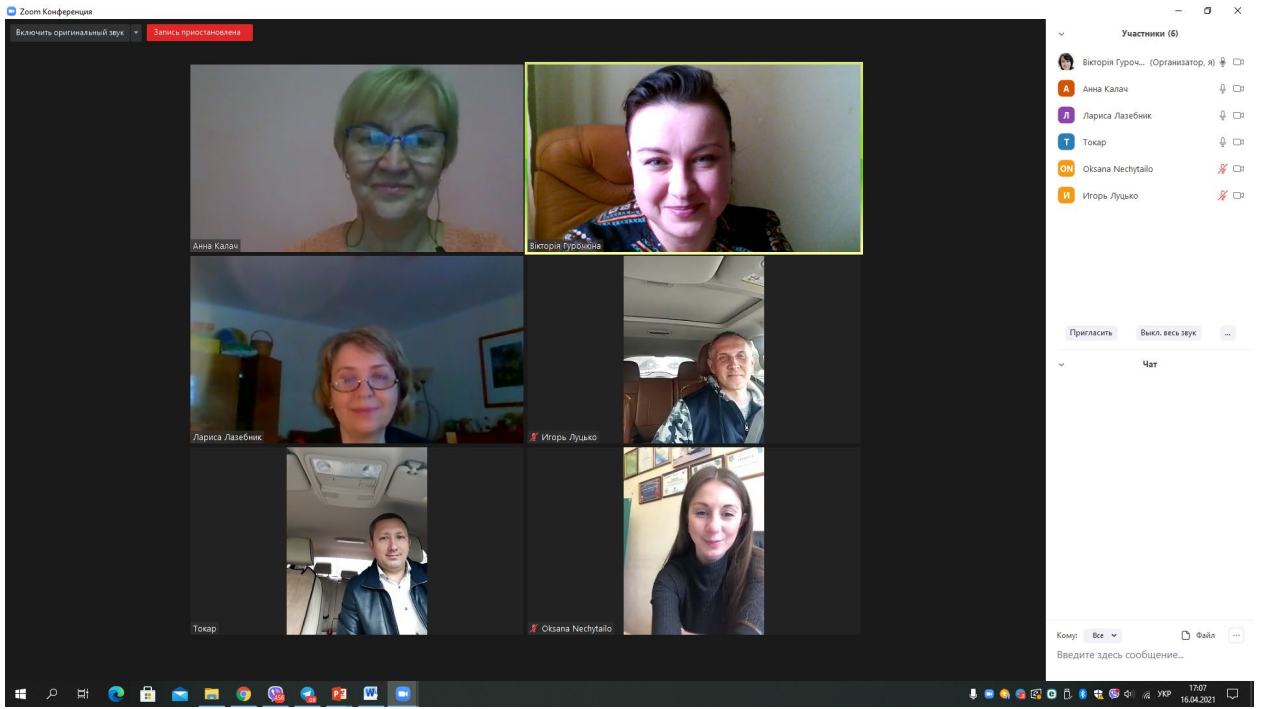 Zoom Конференция
Включить оригинальный звук
Запись приостановлена
Анна Калач
Вікторія Гурочкіна
Лариса Лазебник
Игорь Луцько
Токар
Oksana Nechytailo
Участники (6)
Вікторія Гуроч... (Организатор, я)
А Анна Калач
Л Лариса Лазебник
Т Токар
ON Oksana Nechytailo
И Игорь Луцько
Пригласить Выкл. весь звук ...
Чат
Кому: Все Файл ...
Введите здесь сообщение...
УКР
17:07
16.04.2021